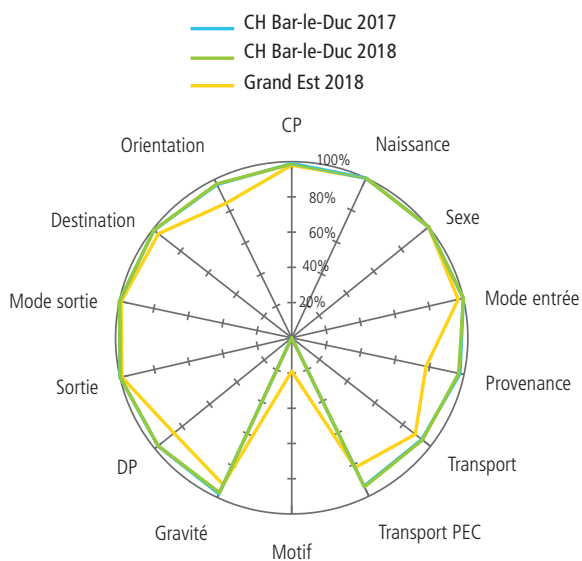 CH Bar-le-Duc 2017
CH Bar-le-Duc 2018
Grand Est 2018
CP
Naissance
Sexe
Mode entrée
Provenance
Transport
Transport PEC
Motif
Gravité
DP
Sortie
Mode sortie
Destination
Orientation
100%
80%
60%
40%
20%